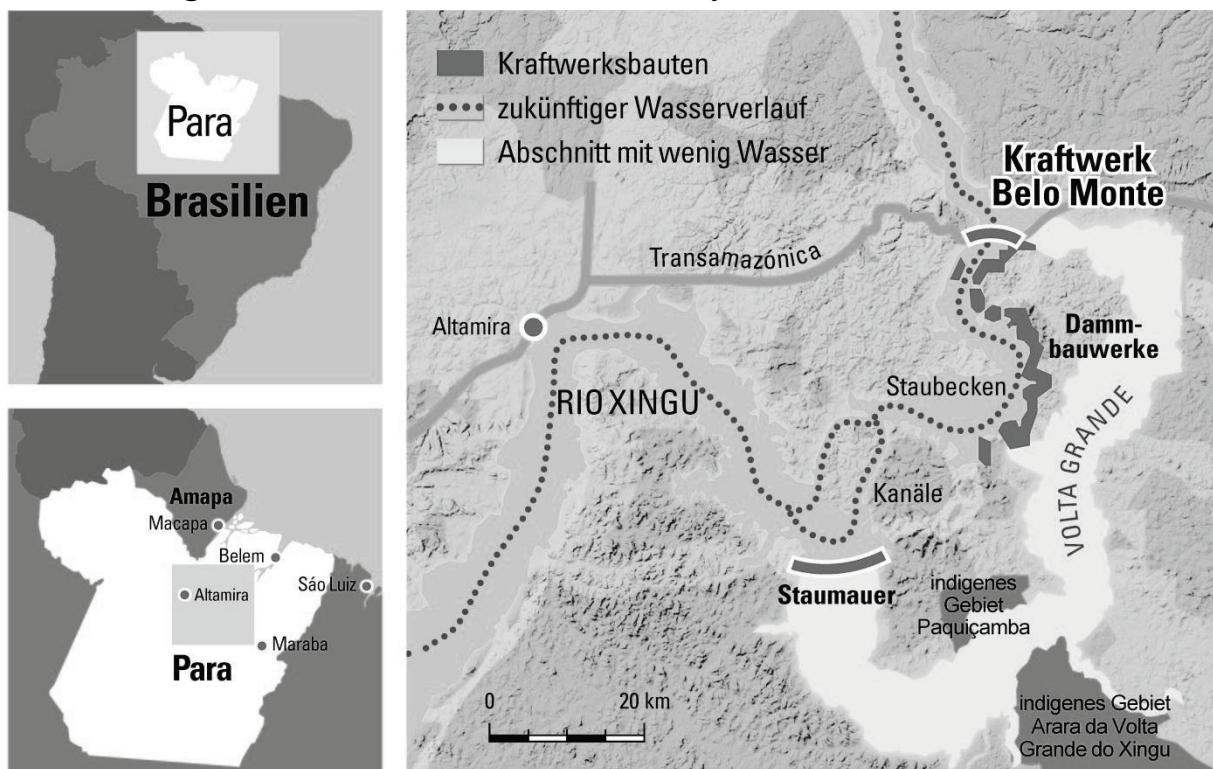 Para
Brasilien
Amapa
Macapa
Belem
Sáo Luiz
Altamira
Maraba
Para
Kraftwerksbauten
zukünftiger Wasserverlauf
Abschnitt mit wenig Wasser
Kraftwerk
Belo Monte
Transamazónica
Altamira
Damm-
bauwerke
Staubecken
RIO XINGU
VOLTA GRANDE
Kanäle
Staumauer
indigenes
Gebiet
Paquiçamba
0 20 km
indigenes Gebiet
Arara da Volta
Grande do Xingu